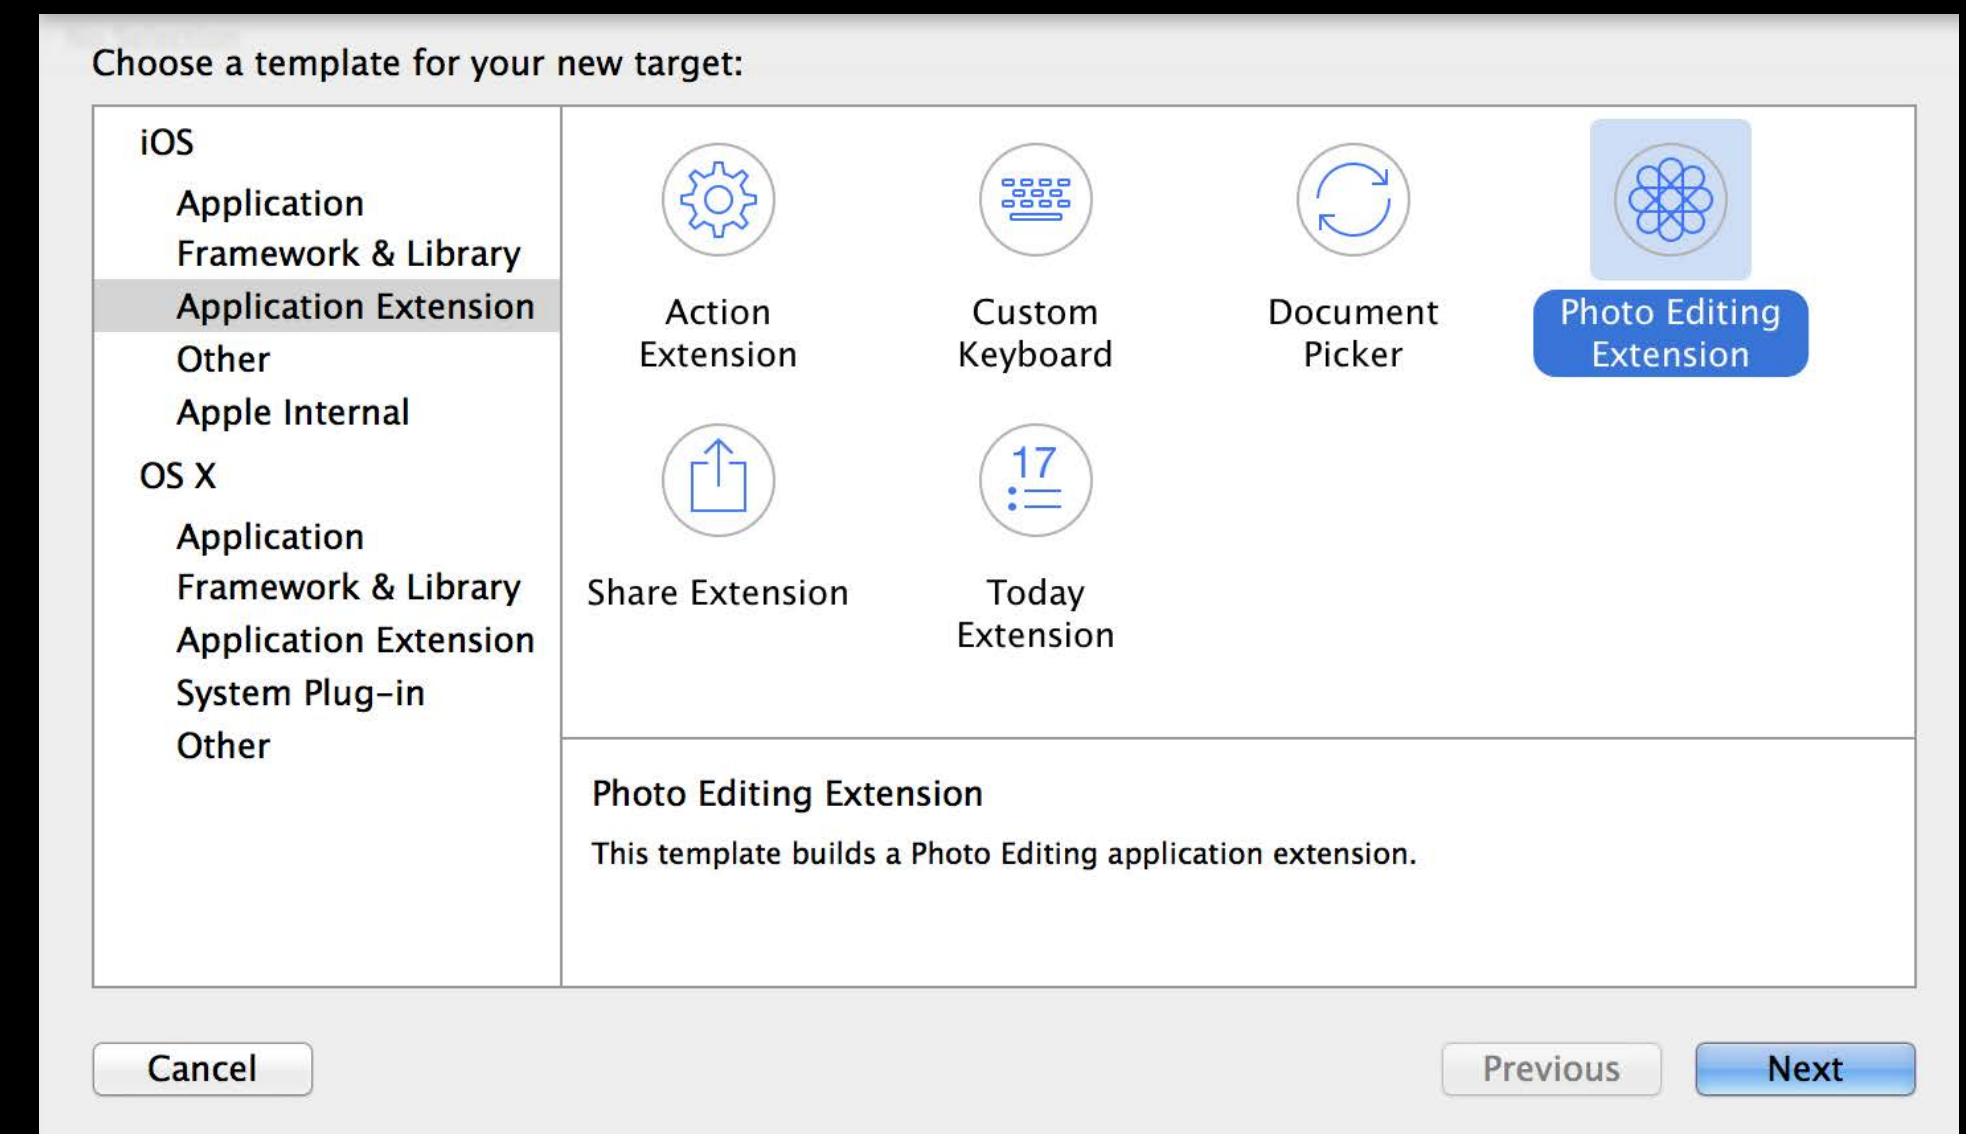 Choose a template for your new target:
iOS
Application
Framework & Library
Application Extension
Other
Apple Internal
OS X
Application
Framework & Library
Application Extension
System Plug-in
Other
Action
Extension
Custom
Keyboard
Document
Picker
Photo Editing
Extension
Share Extension
17
Today
Extension
Photo Editing Extension
This template builds a Photo Editing application extension.
Cancel
Previous
Next